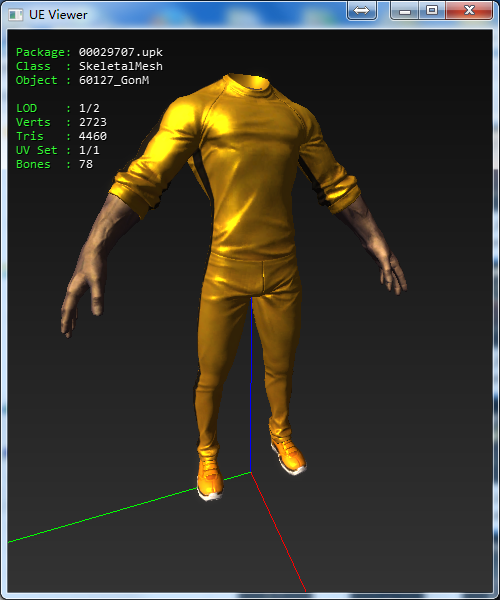 UE Viewer
Package: 00029707.upk
Class  : SkeletalMesh
Object : 60127_GonM
LOD    : 1/2
Verts  : 2723
Tris   : 4460
UV Set : 1/1
Bones  : 78